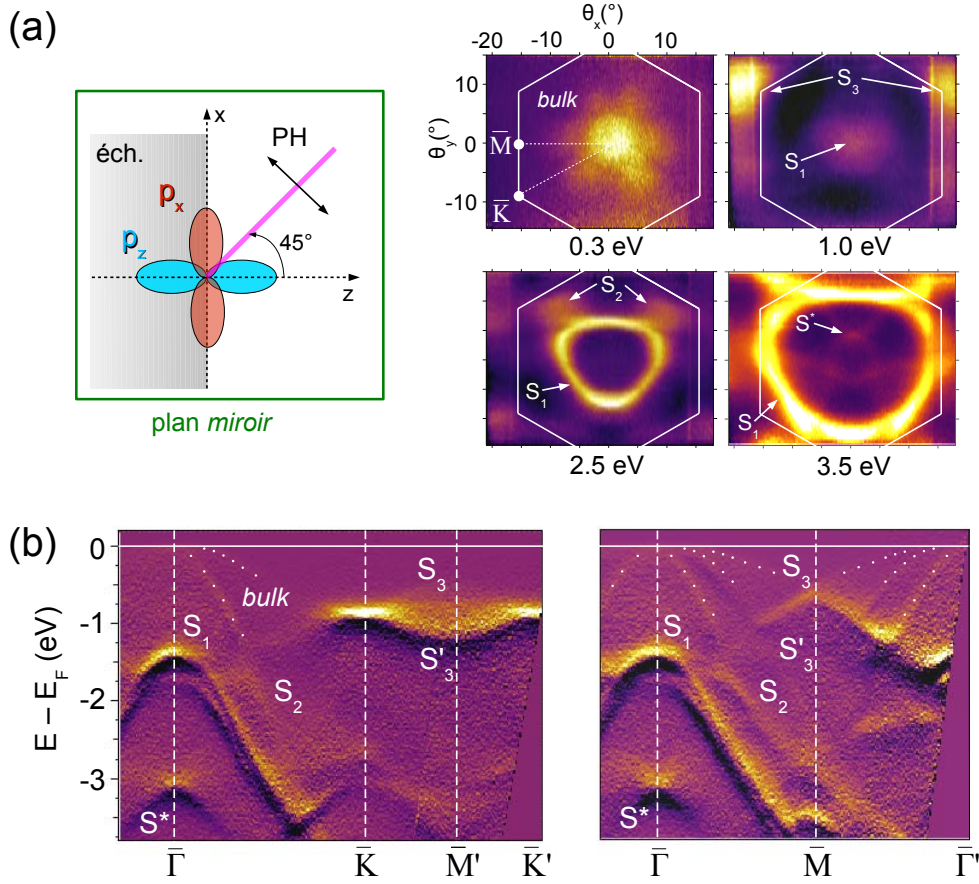 (a)
θx(°)
-20 -10 0 10
x
PH
éch.
px
pz
45°
z
plan miroir
15
0
-10
θy(°)
bulk
M̅
K̅
0.3 eV
S3
S1
1.0 eV
S2
S1
2.5 eV
S*
S1
3.5 eV
(b)
E – EF (eV)
0
-1
-2
-3
bulk
S1
S2
S3
S'3
S*
Γ̅ K̅ M̅' K̅'
S1
S2
S3
S'3
S*
Γ̅ M̅ Γ̅'